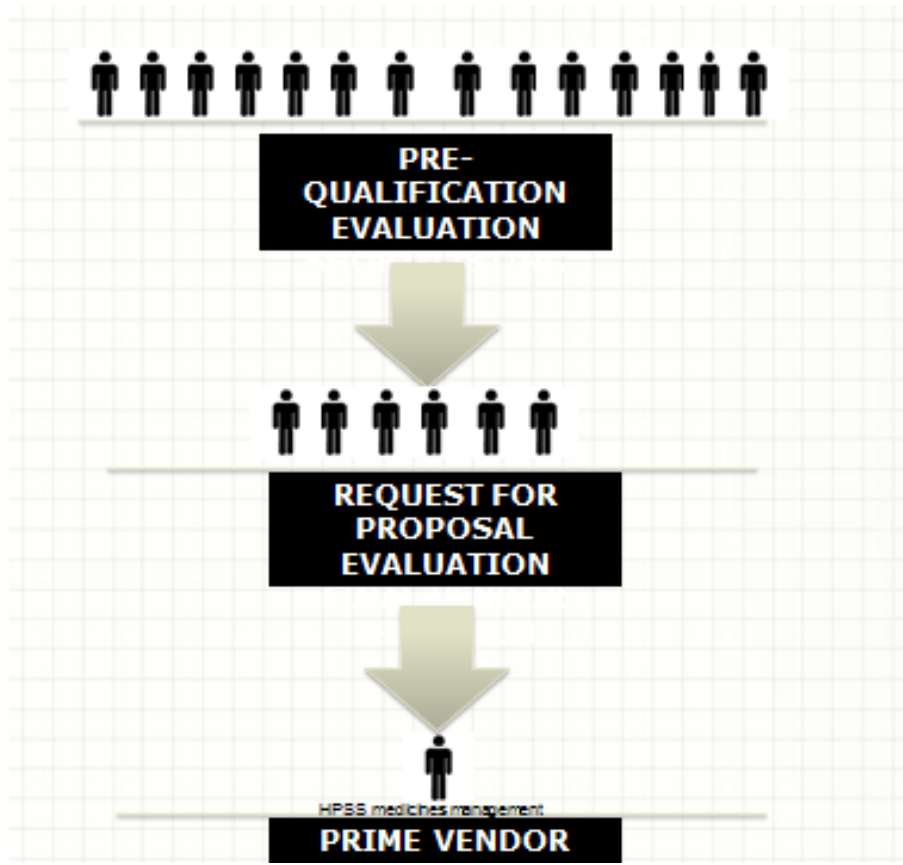 PRE-
QUALIFICATION
EVALUATION
REQUEST FOR
PROPOSAL
EVALUATION
HPSS medicines management
PRIME VENDOR